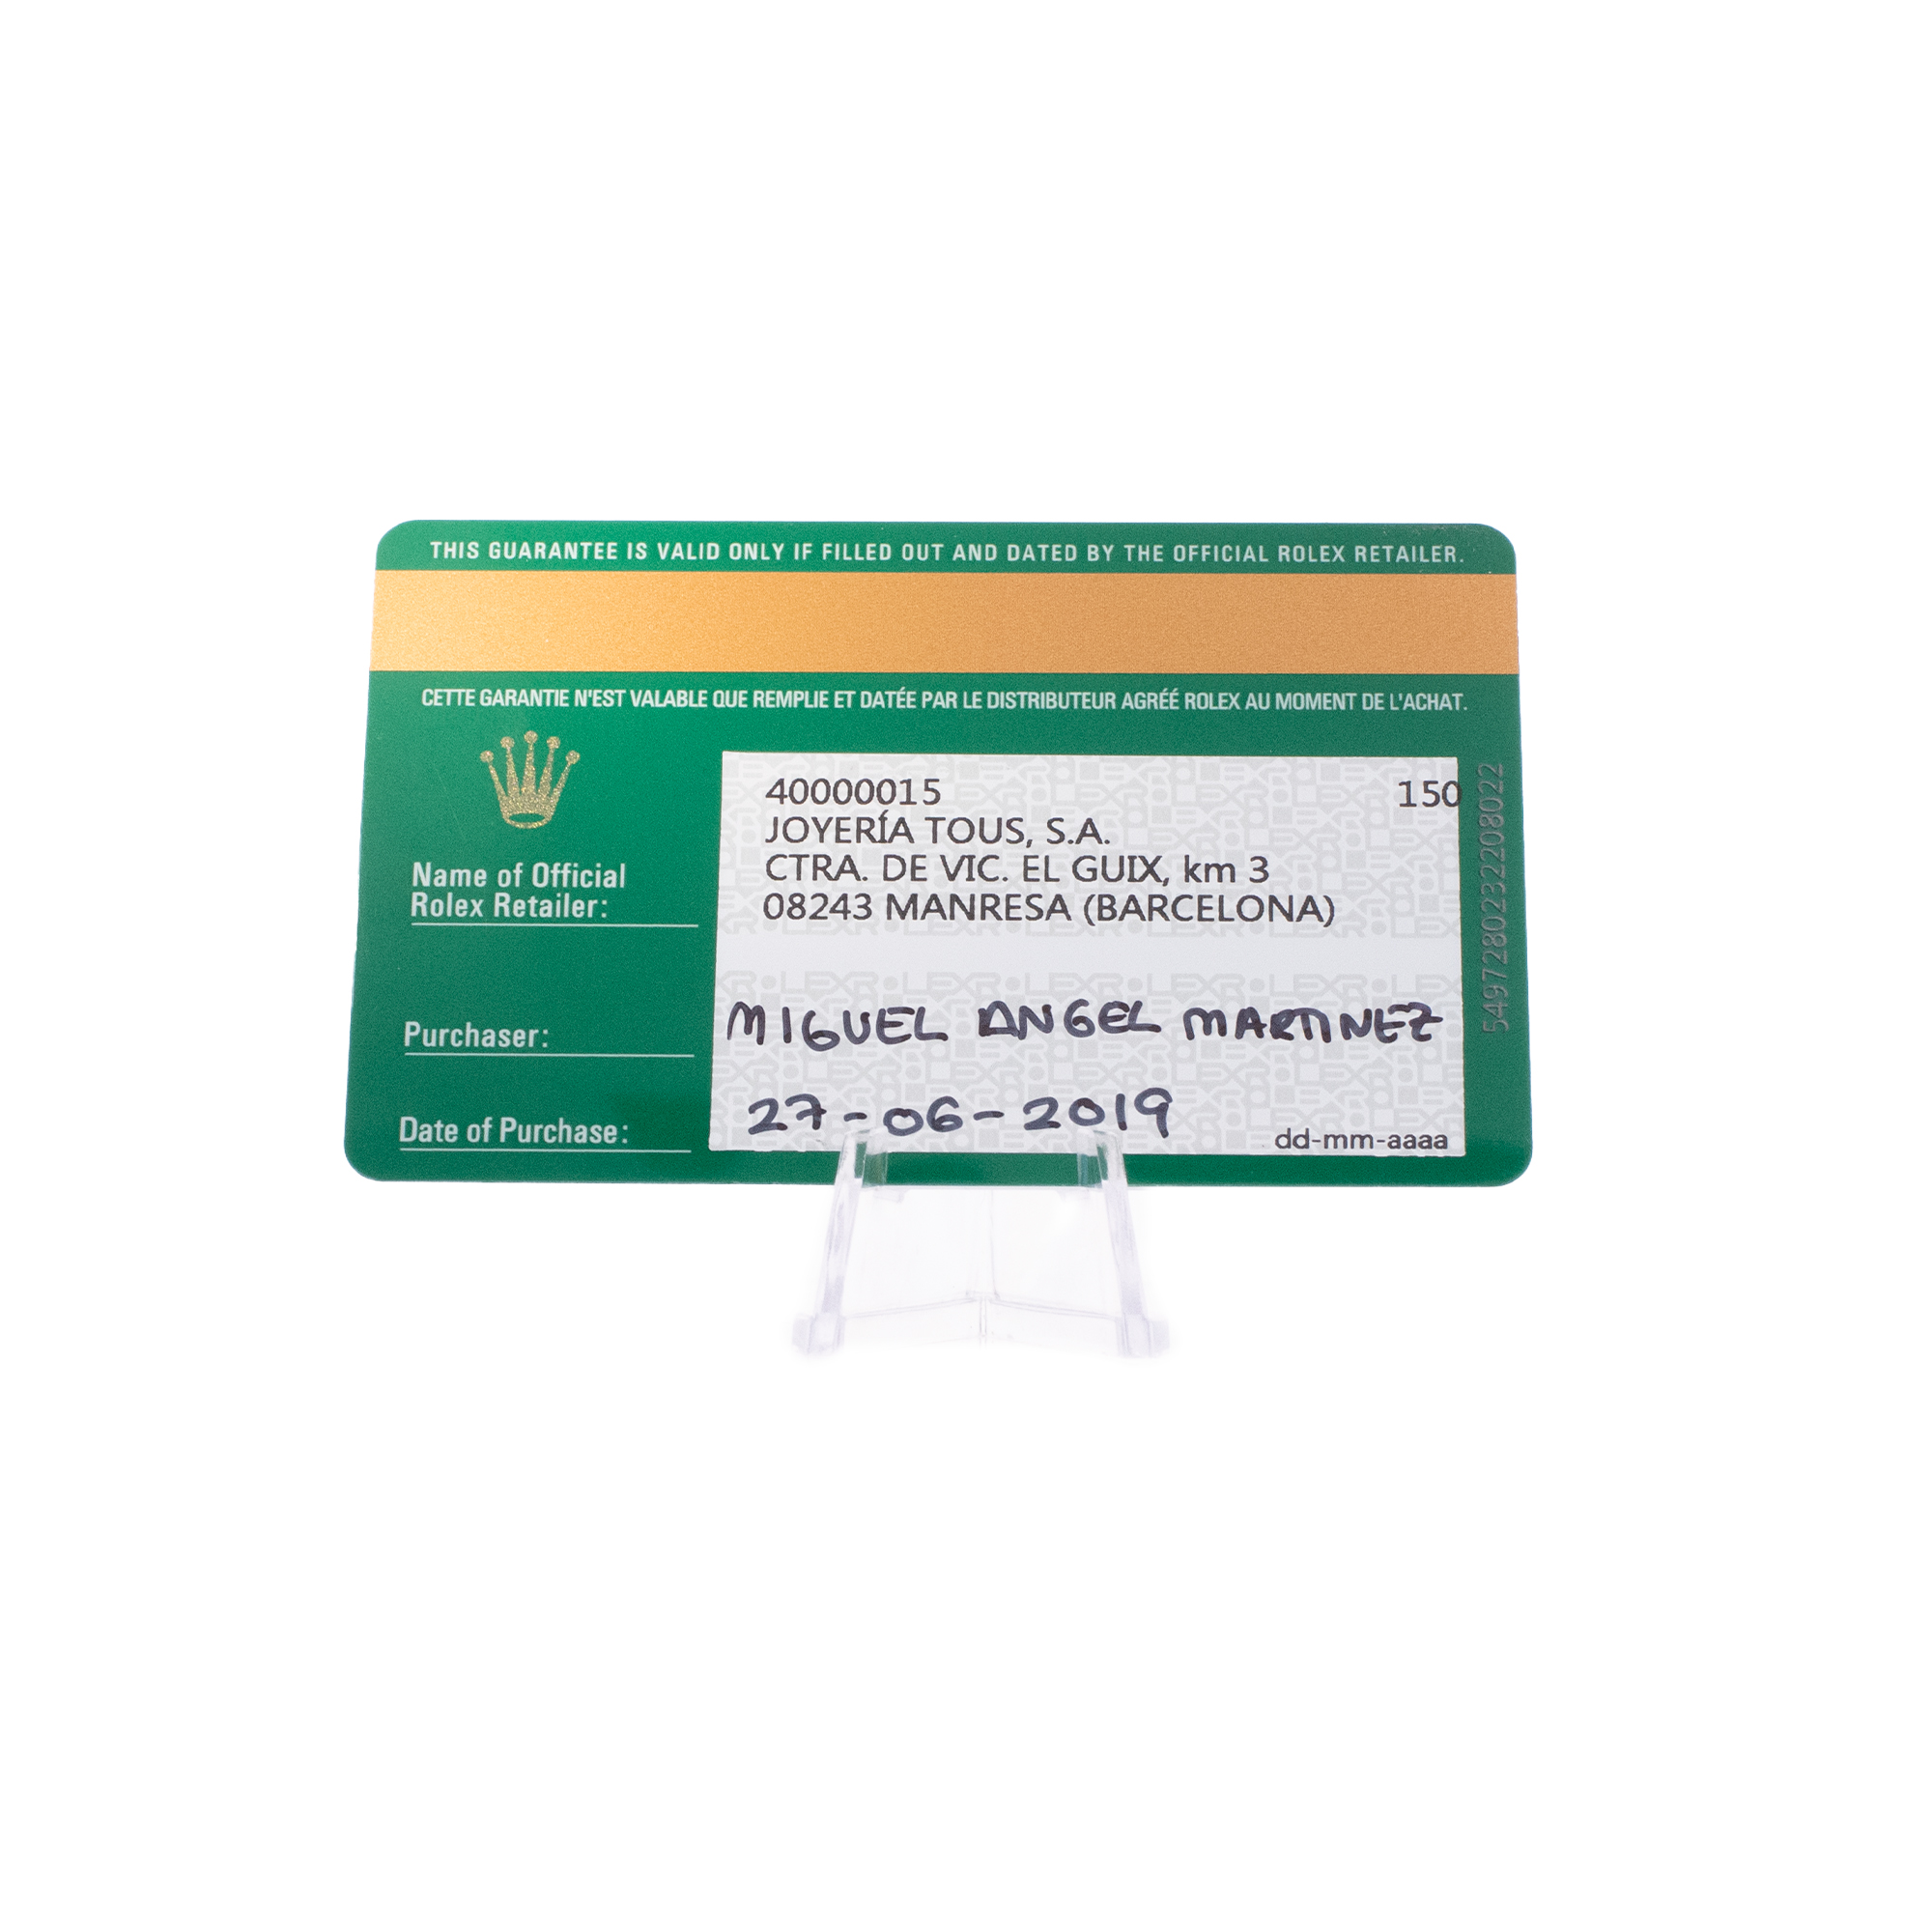 THIS GUARANTEE IS VALID ONLY IF FILLED OUT AND DATED BY THE OFFICIAL ROLEX RETAILER.
CETTE GARANTIE N'EST VALABLE QUE REMPLIE ET DATÉE PAR LE DISTRIBUTEUR AGRÉÉ ROLEX AU MOMENT DE L'ACHAT.
40000015 150
JOYERÍA TOUS, S.A.
CTRA. DE VIC. EL GUIX, km 3
08243 MANRESA (BARCELONA)
Name of Official
Rolex Retailer:
Purchaser: MIGUEL ANGEL MARTINEZ
Date of Purchase: 27-06-2019
dd-mm-aaaa
5497280232208022